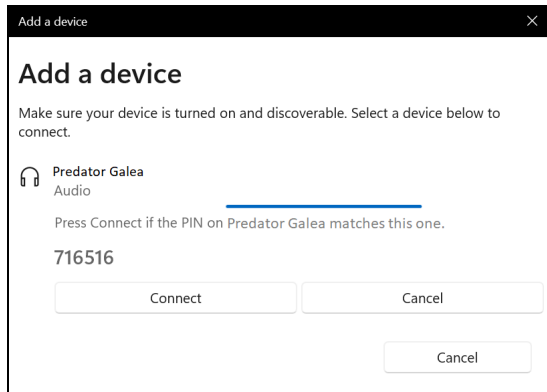 Add a device
Add a device
Make sure your device is turned on and discoverable. Select a device below to
connect.
Predator Galea
Audio
Press Connect if the PIN on Predator Galea matches this one.
716516
Connect Cancel
Cancel